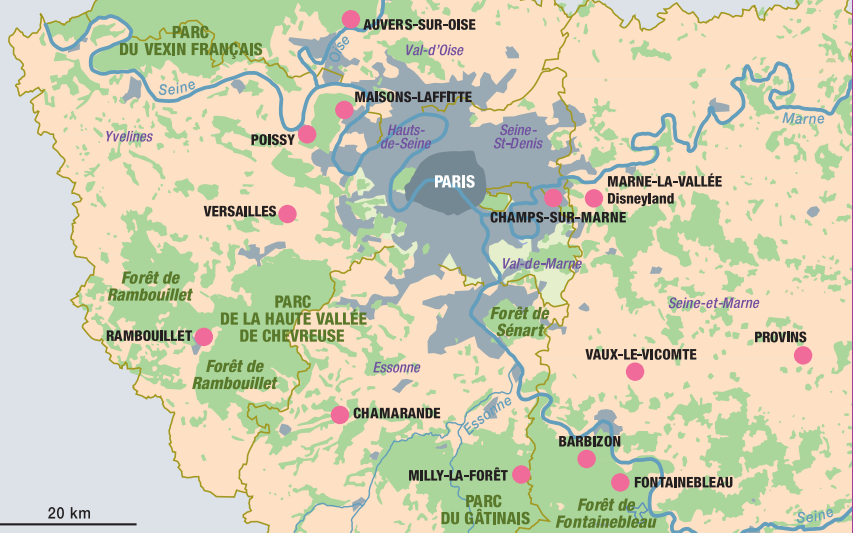 AUVERS-SUR-OISE
PARC
DU VEXIN FRANÇAIS
Oise
Val-d'Oise
Seine
MAISONS-LAFFITTE
Marne
Yvelines
POISSY
Hauts-
de-Seine
Seine-
St-Denis
PARIS
MARNE-LA-VALLÉE
Disneyland
VERSAILLES
CHAMPS-SUR-MARNE
Val-de-Marne
Forêt de
Rambouillet
PARC
DE LA HAUTE VALLÉE
DE CHEVREUSE
Seine-et-Marne
Forêt de
Sénart
RAMBOUILLET
PROVINS
VAUX-LE-VICOMTE
Forêt de
Rambouillet
Essonne
CHAMARANDE
Essonne
BARBIZON
MILLY-LA-FORÊT
FONTAINEBLEAU
PARC
DU GÂTINAIS
Forêt de
Fontainebleau
Seine
20 km